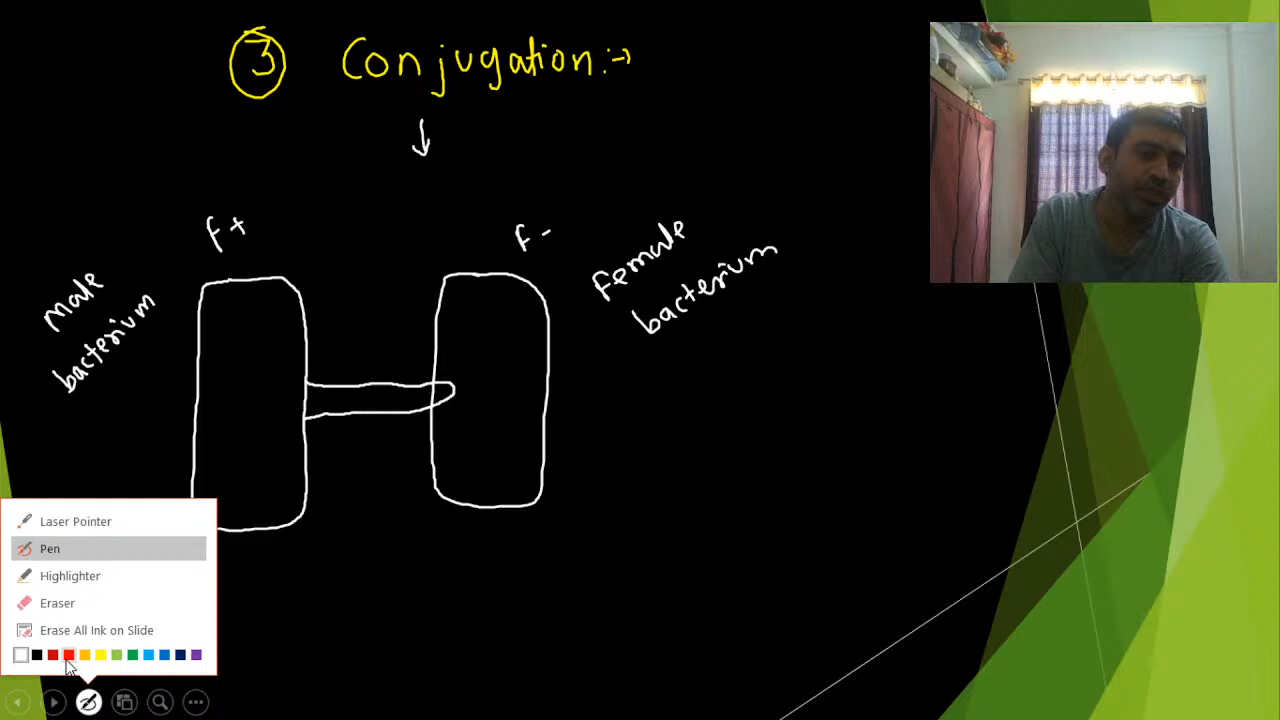 3 Conjugation:→
F+
F-
Male
bacterium
Female
bacterium
Laser Pointer
Pen
Highlighter
Eraser
Erase All Ink on Slide